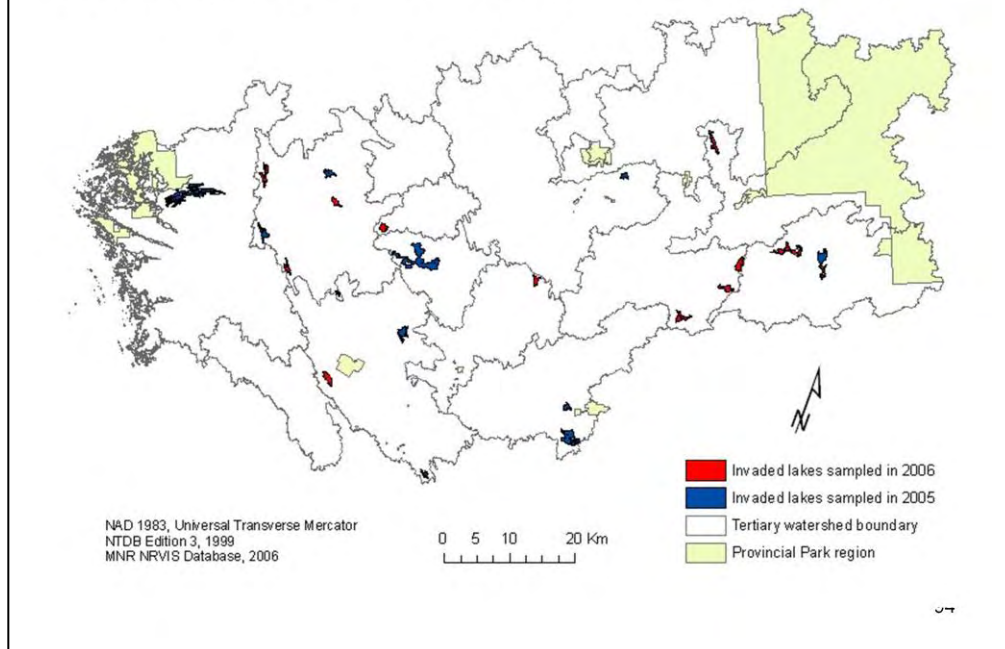 Invaded lakes sampled in 2006
Invaded lakes sampled in 2005
Tertiary watershed boundary
Provincial Park region
NAD 1983, Universal Transverse Mercator
NTDB Edition 3, 1999
MNR NRVIS Database, 2006
0 5 10 20 Km
N